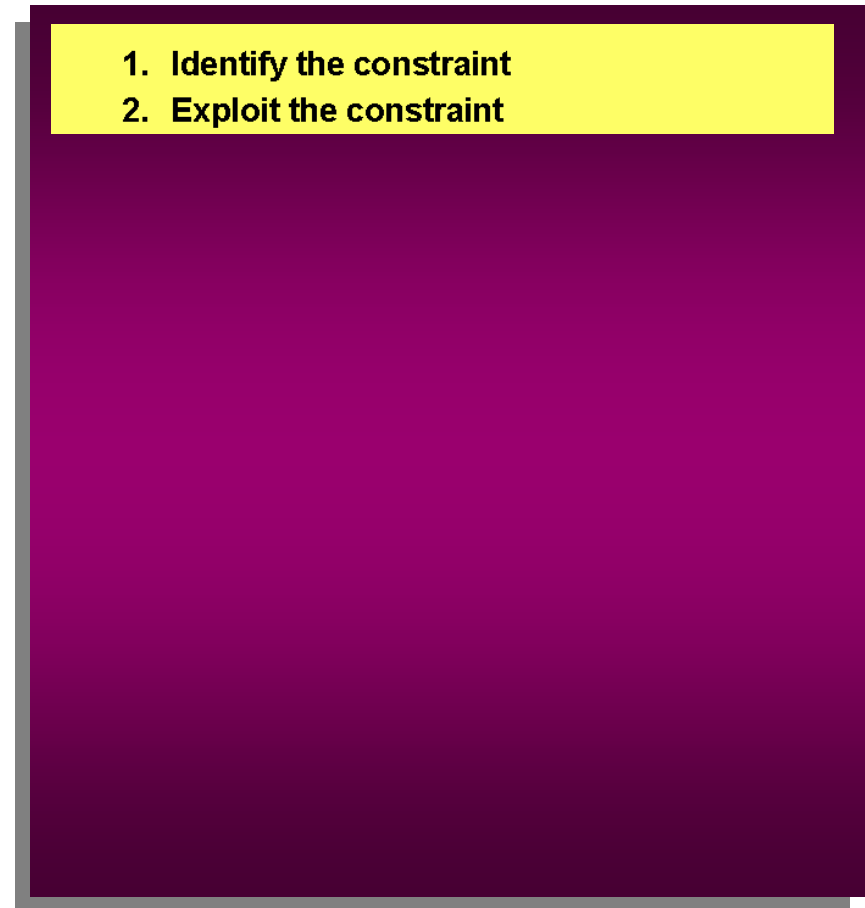 1. Identify the constraint
2. Exploit the constraint